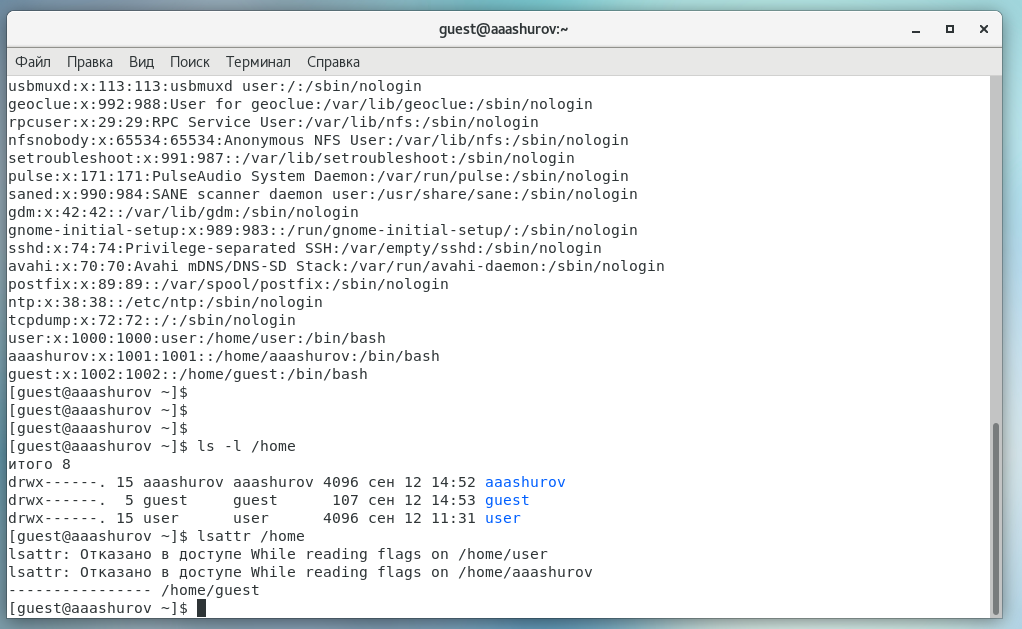 guest@aaashurov:~
Файл Правка Вид Поиск Терминал Справка
usbmuxd:x:113:113:usbmuxd user:/:/sbin/nologin
geoclue:x:992:988:User for geoclue:/var/lib/geoclue:/sbin/nologin
rpcuser:x:29:29:RPC Service User:/var/lib/nfs:/sbin/nologin
nfsnobody:x:65534:65534:Anonymous NFS User:/var/lib/nfs:/sbin/nologin
setroubleshoot:x:991:987::/var/lib/setroubleshoot:/sbin/nologin
pulse:x:171:171:PulseAudio System Daemon:/var/run/pulse:/sbin/nologin
saned:x:990:984:SANE scanner daemon user:/usr/share/sane:/sbin/nologin
gdm:x:42:42::/var/lib/gdm:/sbin/nologin
gnome-initial-setup:x:989:983::/run/gnome-initial-setup/:/sbin/nologin
sshd:x:74:74:Privilege-separated SSH:/var/empty/sshd:/sbin/nologin
avahi:x:70:70:Avahi mDNS/DNS-SD Stack:/var/run/avahi-daemon:/sbin/nologin
postfix:x:89:89::/var/spool/postfix:/sbin/nologin
ntp:x:38:38::/etc/ntp:/sbin/nologin
tcpdump:x:72:72::/:/sbin/nologin
user:x:1000:1000:user:/home/user:/bin/bash
aaashurov:x:1001:1001::/home/aaashurov:/bin/bash
guest:x:1002:1002::/home/guest:/bin/bash
[guest@aaashurov ~]$
[guest@aaashurov ~]$
[guest@aaashurov ~]$
[guest@aaashurov ~]$ ls -l /home
итого 8
drwx------. 15 aaashurov aaashurov 4096 сен 12 14:52 aaashurov
drwx------.  5 guest     guest      107 сен 12 14:53 guest
drwx------. 15 user      user      4096 сен 12 11:31 user
[guest@aaashurov ~]$ lsattr /home
lsattr: Отказано в доступе While reading flags on /home/user
lsattr: Отказано в доступе While reading flags on /home/aaashurov
---------------- /home/guest
[guest@aaashurov ~]$